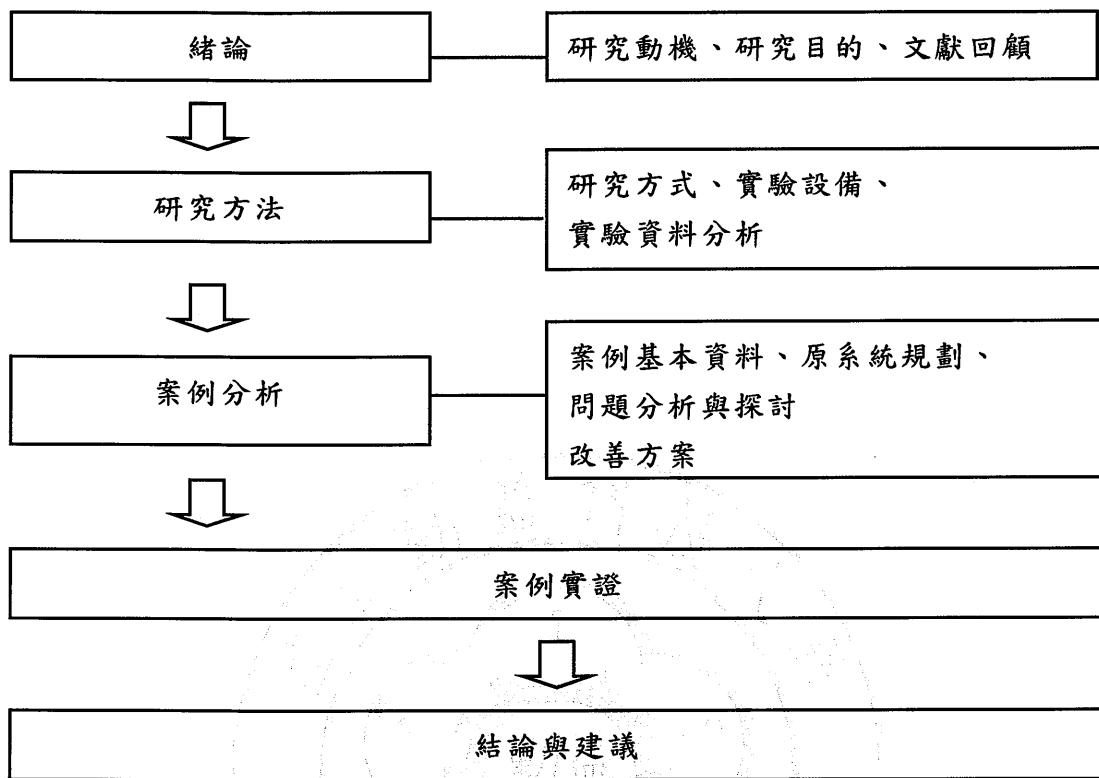 緒論
研究動機、研究目的、文獻回顧
研究方法
研究方式、實驗設備、
實驗資料分析
案例分析
案例基本資料、原系統規劃、
問題分析與探討
改善方案
案例實證
結論與建議